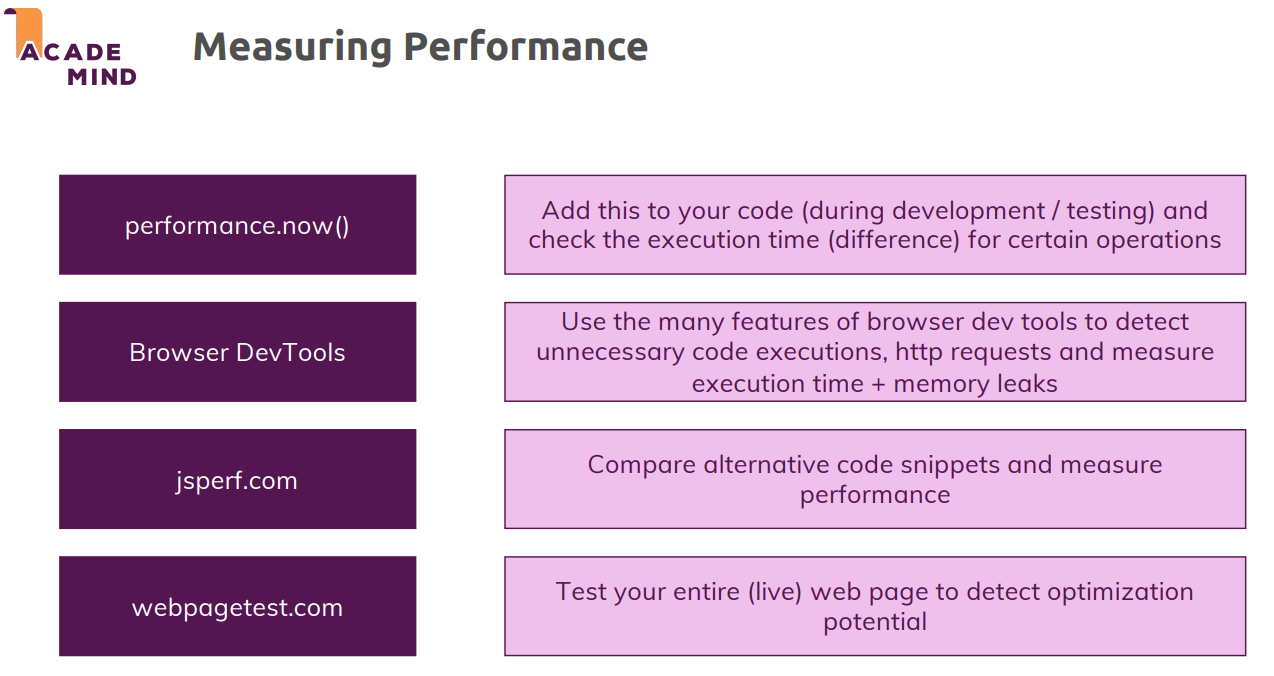 ACADE
MIND
Measuring Performance
performance.now()
Add this to your code (during development / testing) and
check the execution time (difference) for certain operations
Browser DevTools
Use the many features of browser dev tools to detect
unnecessary code executions, http requests and measure
execution time + memory leaks
jsperf.com
Compare alternative code snippets and measure
performance
webpagetest.com
Test your entire (live) web page to detect optimization
potential